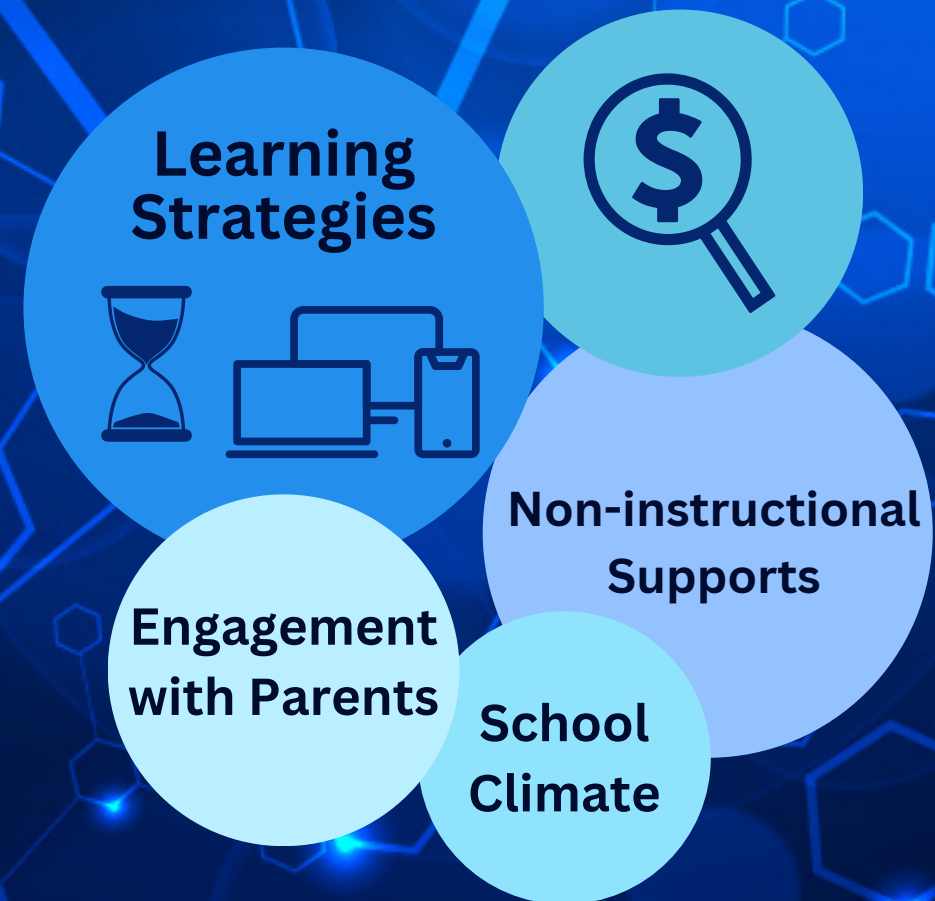 Learning
Strategies
$
Non-instructional
Supports
Engagement
with Parents
School
Climate